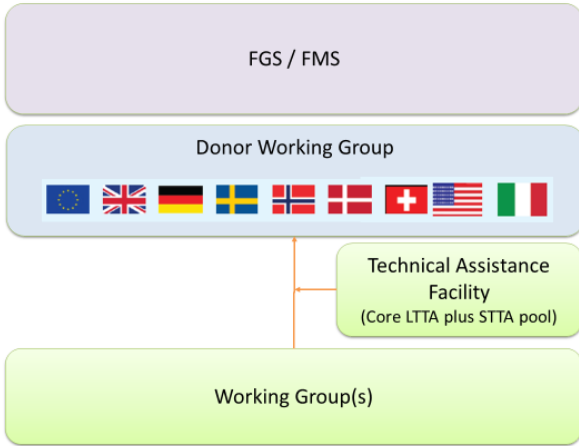 FGS / FMS
Donor Working Group
Technical Assistance
Facility
(Core LTTA plus STTA pool)
Working Group(s)